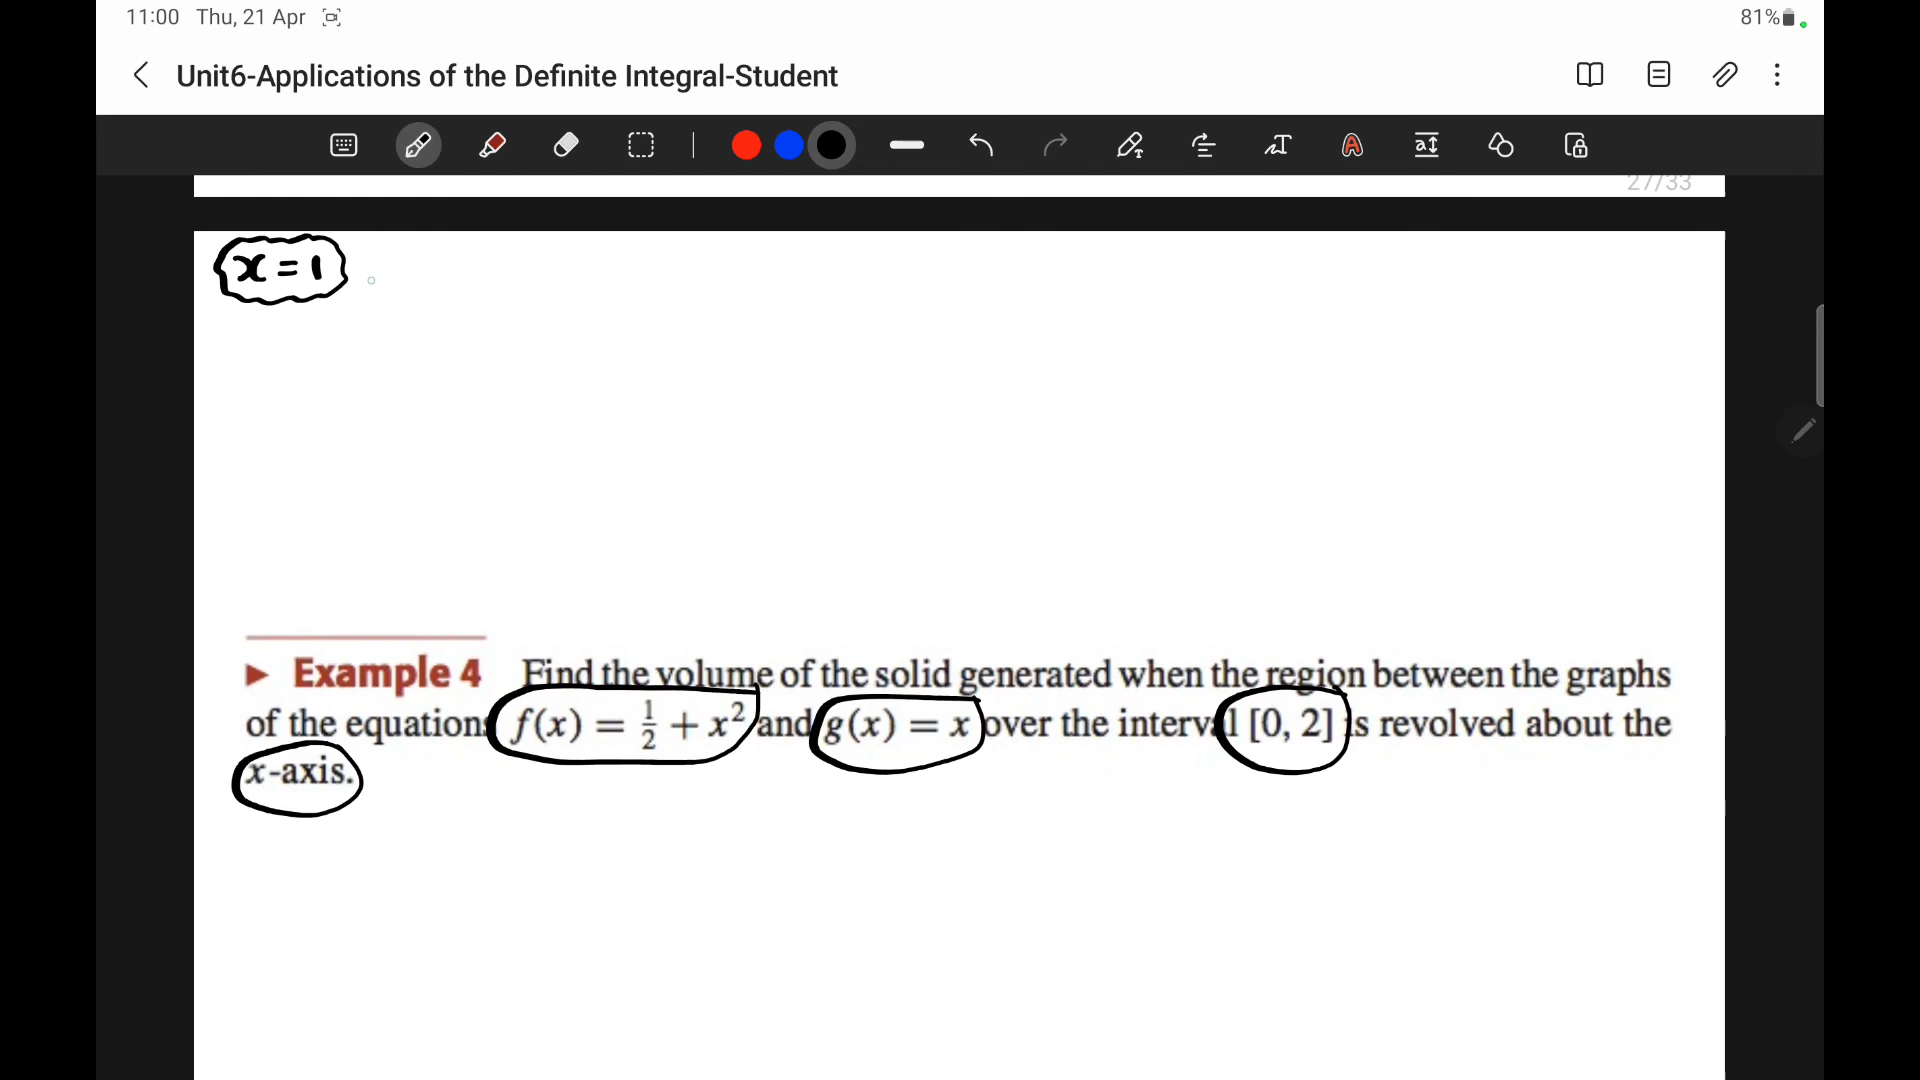 11:00 Thu, 21 Apr
81%
Unit6-Applications of the Definite Integral-Student
27/33
x = 1
► Example 4 Find the volume of the solid generated when the region between the graphs
of the equations f(x) = 1/2 + x² and g(x) = x over the interval [0, 2] is revolved about the
x-axis.